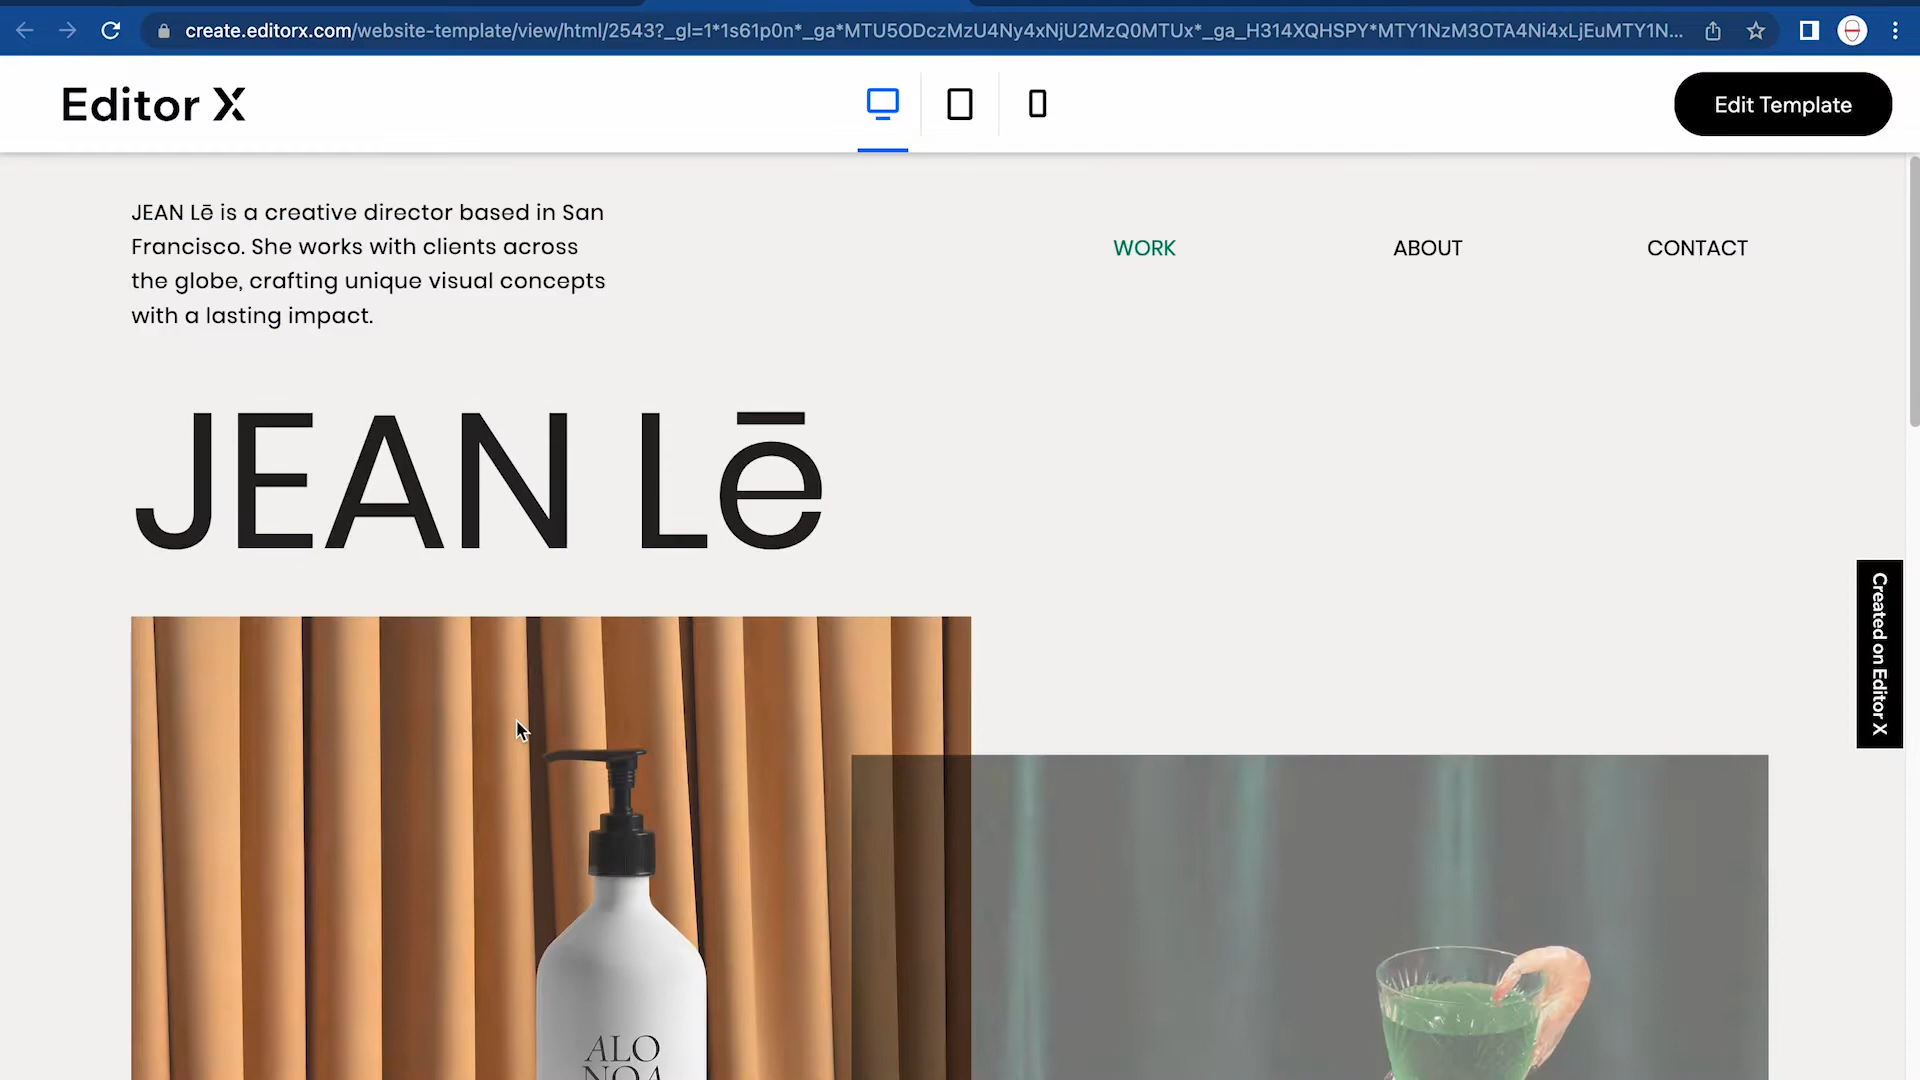 create.editorx.com/website-template/view/html/2543?_gl=1*1s61p0n*_ga*MTU5ODczMzU4Ny4xNjU2MzQ0MTUx*_ga_H314XQHSPY*MTY1NzM3OTA4Ni4xLjEuMTY1N...
Editor X
Edit Template
JEAN Lē is a creative director based in San
Francisco. She works with clients across
the globe, crafting unique visual concepts
with a lasting impact.
WORK
ABOUT
CONTACT
JEAN Lē
Created on Editor X
ALO
NOA